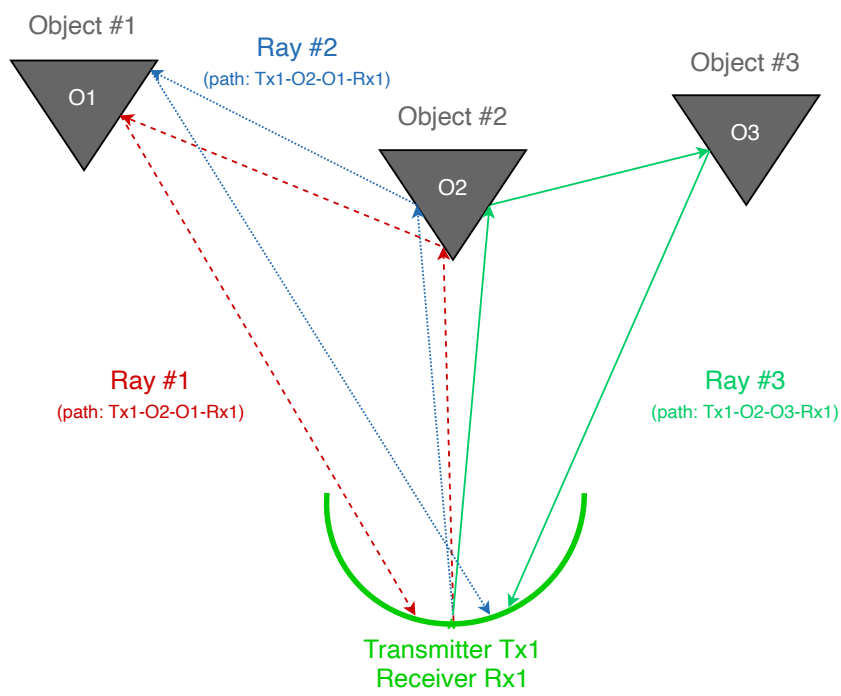 Object #1
O1
Ray #2
(path: Tx1-O2-O1-Rx1)
Object #3
O3
Object #2
O2
Ray #1
(path: Tx1-O2-O1-Rx1)
Ray #3
(path: Tx1-O2-O3-Rx1)
Transmitter Tx1
Receiver Rx1